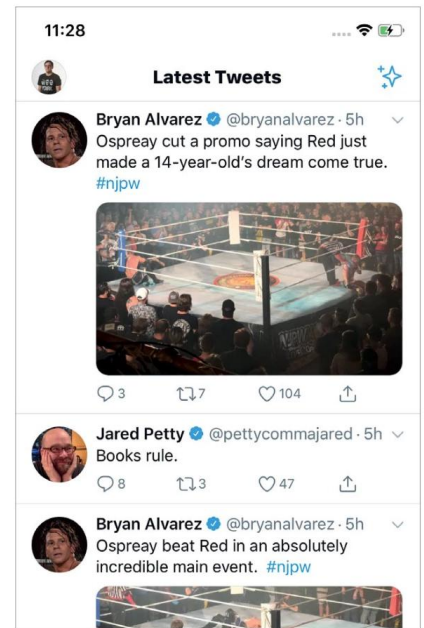 11:28
Latest Tweets
Bryan Alvarez @bryanalvarez · 5h
Ospreay cut a promo saying Red just
made a 14-year-old's dream come true.
#njpw
3 7 104
Jared Petty @pettycommajared · 5h
Books rule.
8 3 47
Bryan Alvarez @bryanalvarez · 5h
Ospreay beat Red in an absolutely
incredible main event. #njpw